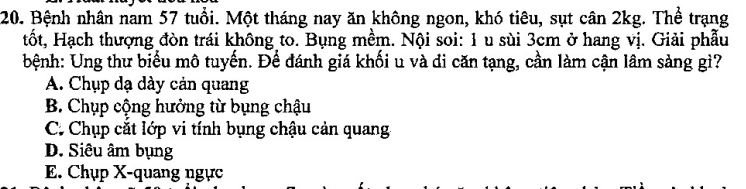 20. Bệnh nhân nam 57 tuổi. Một tháng nay ăn không ngon, khó tiêu, sụt cân 2kg. Thể trạng
tốt, Hạch thượng đòn trái không to. Bụng mềm. Nội soi: 1 u sùi 3cm ở hang vị. Giải phẫu
bệnh: Ung thư biểu mô tuyến. Để đánh giá khối u và di căn tạng, cần làm cận lâm sàng gì?
A. Chụp dạ dày cản quang
B. Chụp cộng hưởng từ bụng chậu
C. Chụp cắt lớp vi tính bụng chậu cản quang
D. Siêu âm bụng
E. Chụp X-quang ngực